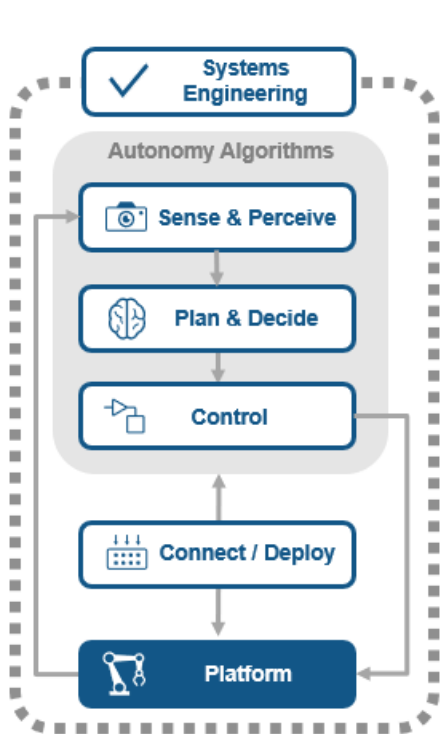 Systems
Engineering
Autonomy Algorithms
Sense & Perceive
Plan & Decide
Control
Connect / Deploy
Platform